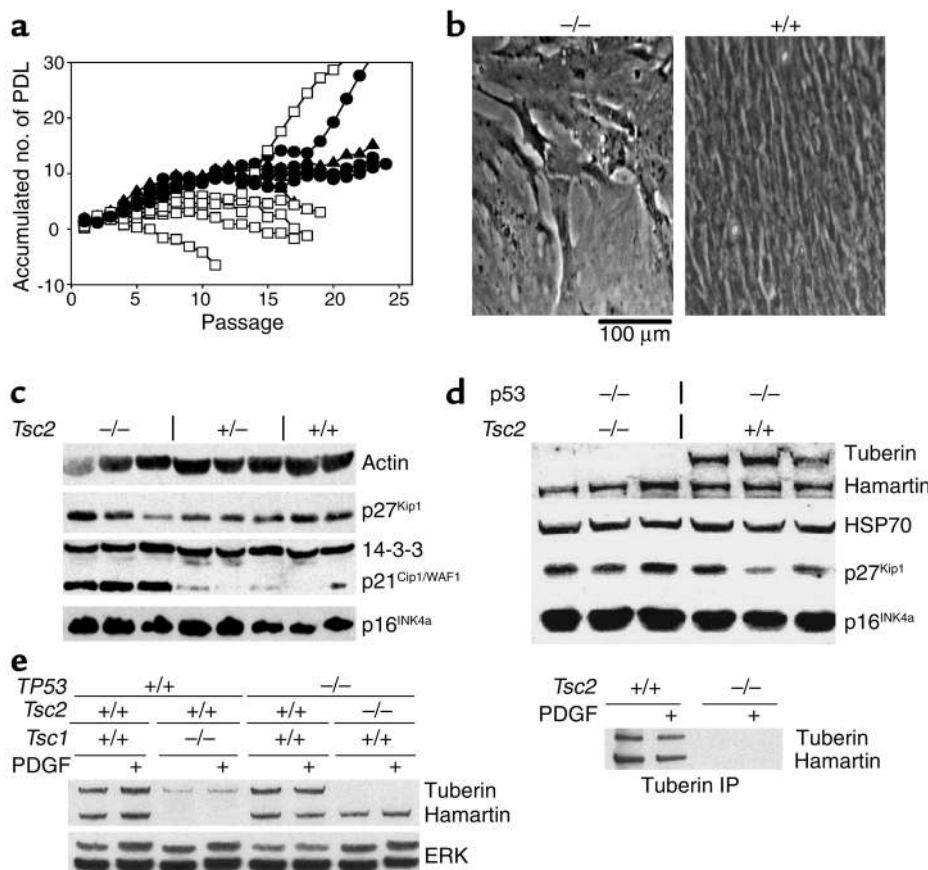 a
Accumulated no. of PDL
30
20
10
0
-10
0 5 10 15 20 25
Passage
b
–/– +/+
100 μm
c
Tsc2 –/– | +/– | +/+
Actin
p27Kip1
14-3-3
p21Cip1/WAF1
p16INK4a
d
p53 –/– | –/–
Tsc2 –/– | +/+
Tuberin
Hamartin
HSP70
p27Kip1
p16INK4a
e
TP53 +/+ –/–
Tsc2 +/+ +/+ +/+ –/–
Tsc1 +/+ –/– +/+ +/+
PDGF + + + +
Tuberin
Hamartin
ERK
Tsc2 +/+ –/–
PDGF + +
Tuberin
Hamartin
Tuberin IP